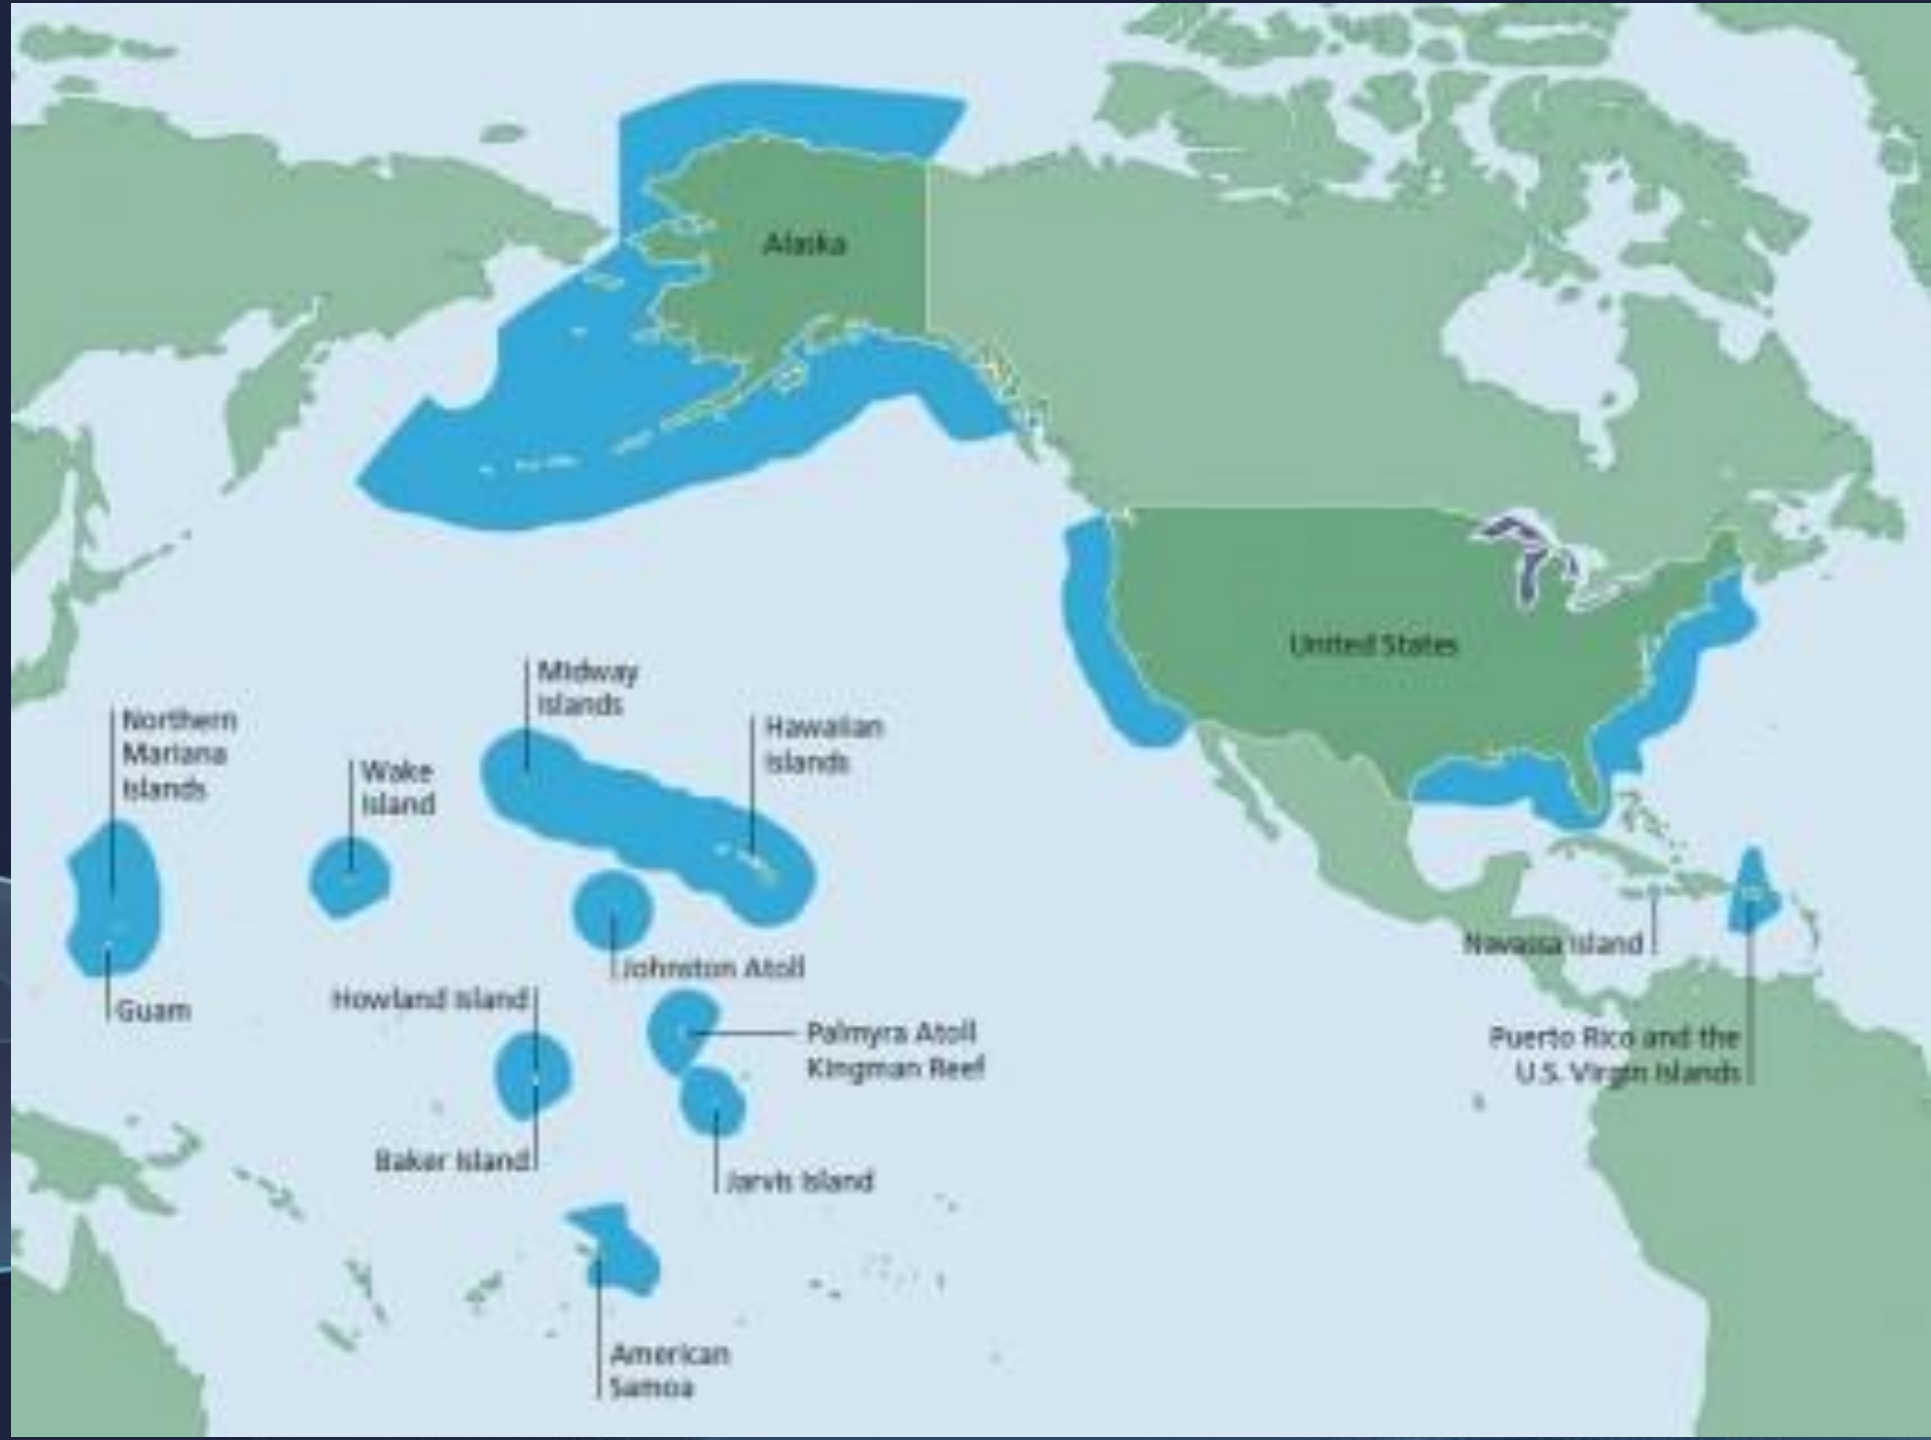 Alaska
United States
Midway
Islands
Hawaiian
Islands
Northern
Mariana
Islands
Wake
Island
Guam
Johnston Atoll
Howland Island
Palmyra Atoll
Kingman Reef
Baker Island
Jarvis Island
American
Samoa
Navassa Island
Puerto Rico and the
U.S. Virgin Islands